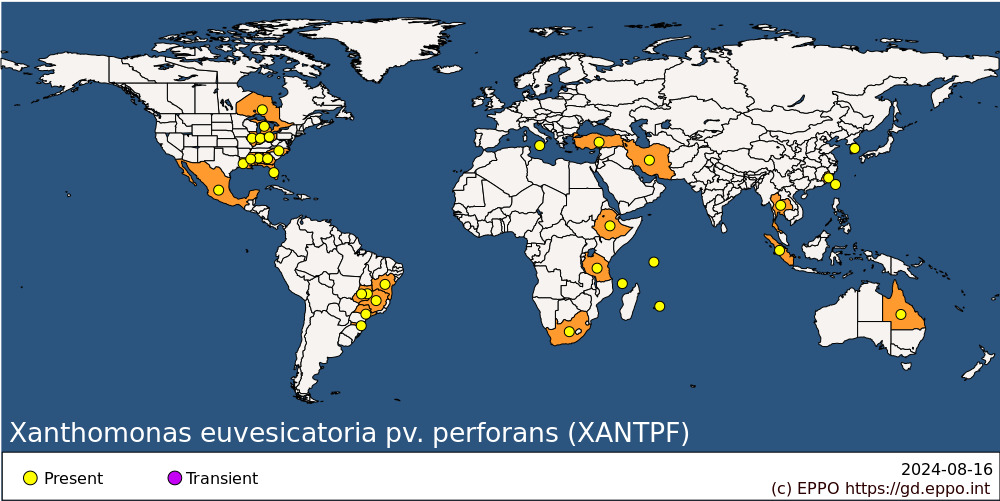 Xanthomonas euvesicatoria pv. perforans (XANTPF)
Present
Transient
2024-08-16
(c) EPPO https://gd.eppo.int